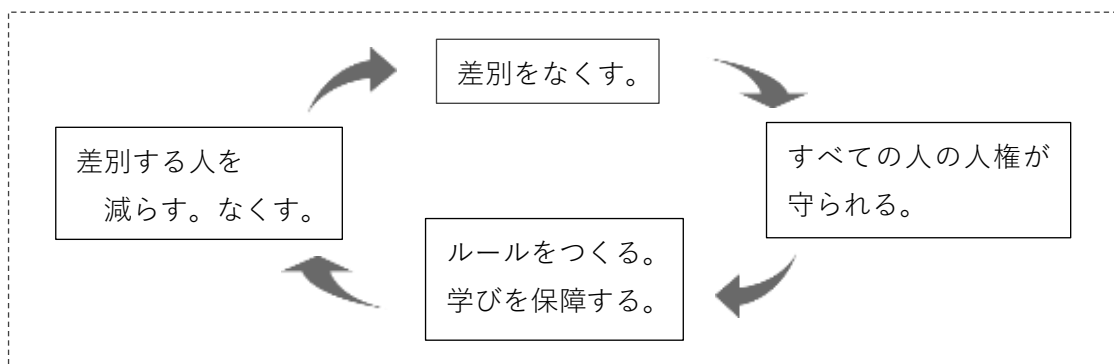 差別をなくす。
すべての人の人権が
守られる。
ルールをつくる。
学びを保障する。
差別する人を
減らす。なくす。